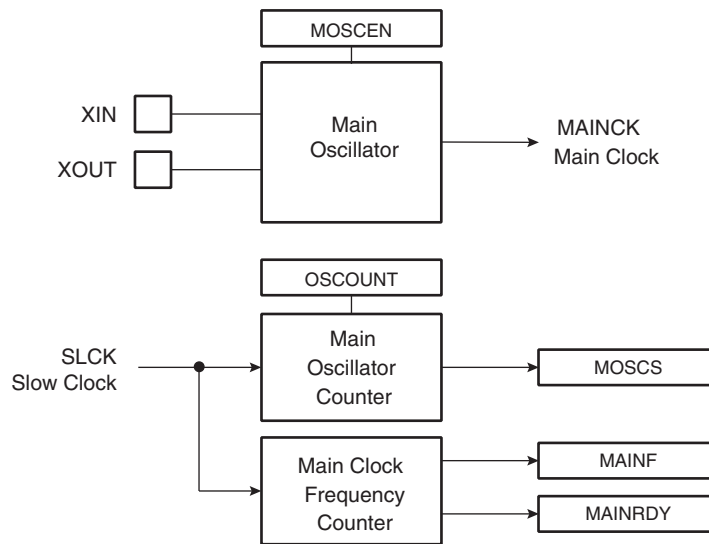 MOSCEN
XIN
XOUT
Main
Oscillator
MAINCK
Main Clock
OSCOUNT
SLCK
Slow Clock
Main
Oscillator
Counter
MOSCS
Main Clock
Frequency
Counter
MAINF
MAINRDY